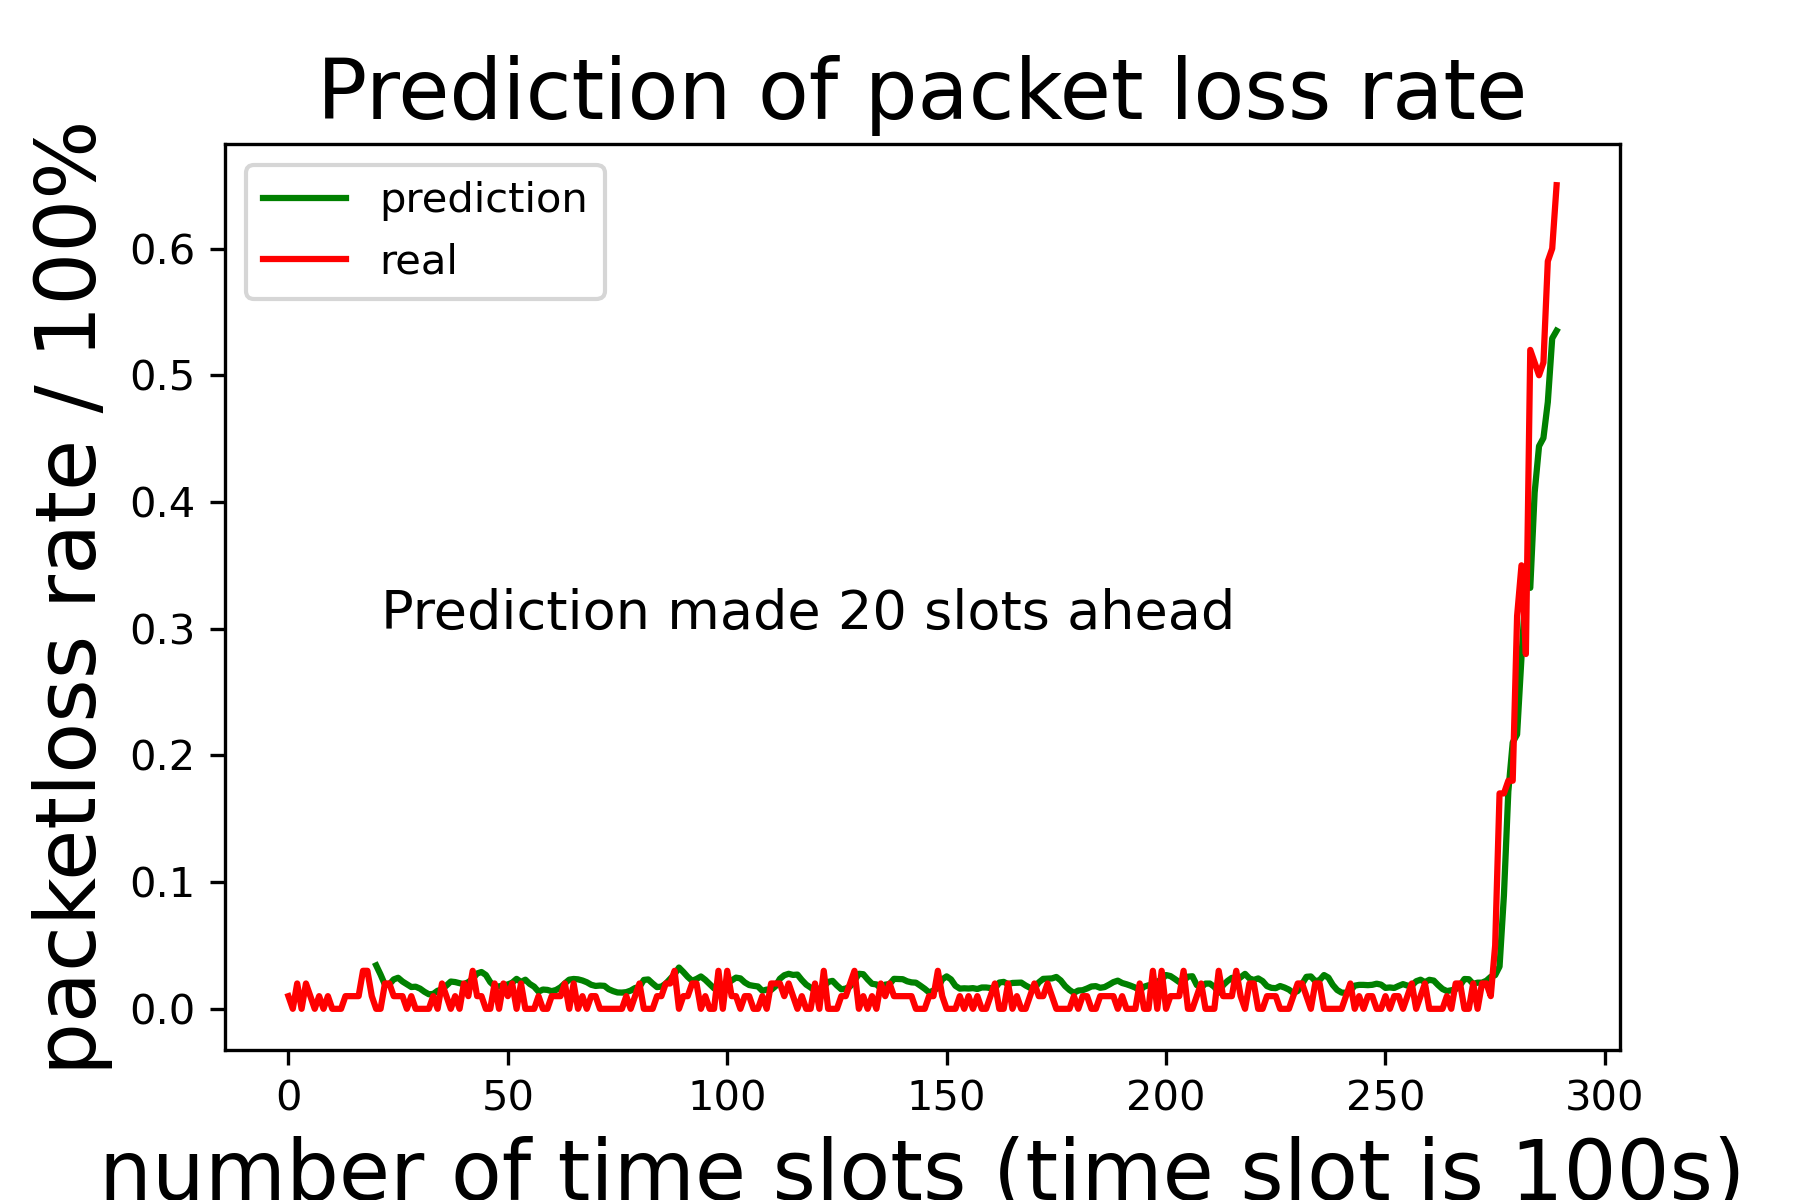 Prediction of packet loss rate
packetloss rate / 100%
prediction
real
0.6
0.5
0.4
0.3
0.2
0.1
0.0
Prediction made 20 slots ahead
0 50 100 150 200 250 300
number of time slots (time slot is 100s)